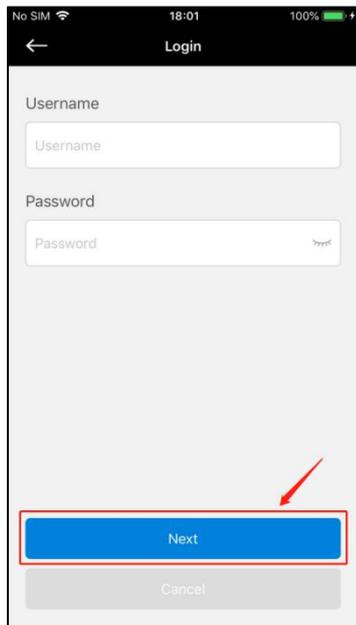 No SIM 18:01 100%
Login
Username
Username
Password
Password
Next
Cancel